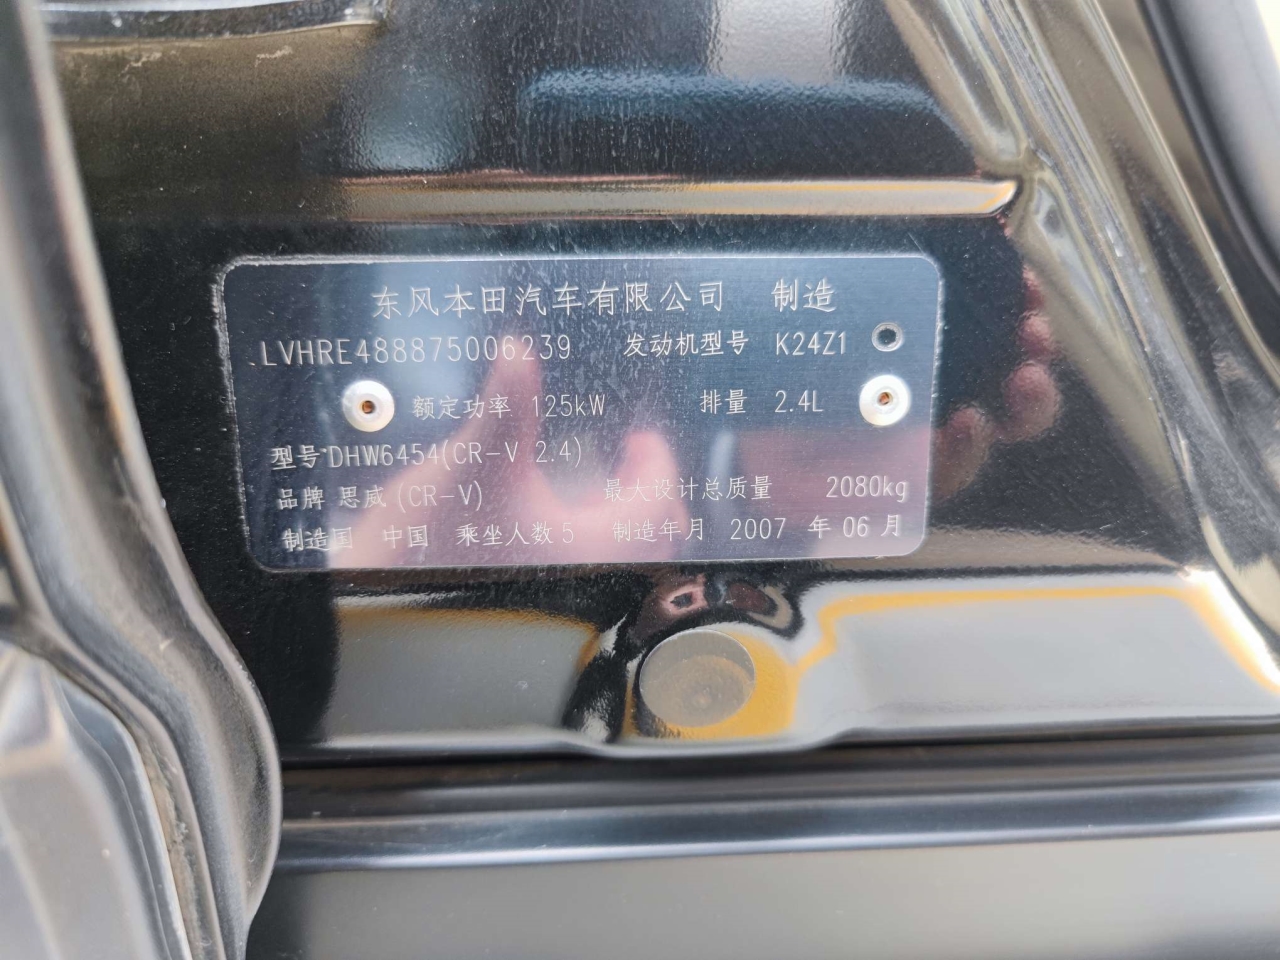 东风本田汽车有限公司 制造
LVHRE488875006239 发动机型号 K24Z1
额定功率 125kW 排量 2.4L
型号 DHW6454(CR-V 2.4)
品牌 思威(CR-V) 最大设计总质量 2080kg
制造国 中国 乘坐人数 5 制造年月 2007 年 06 月